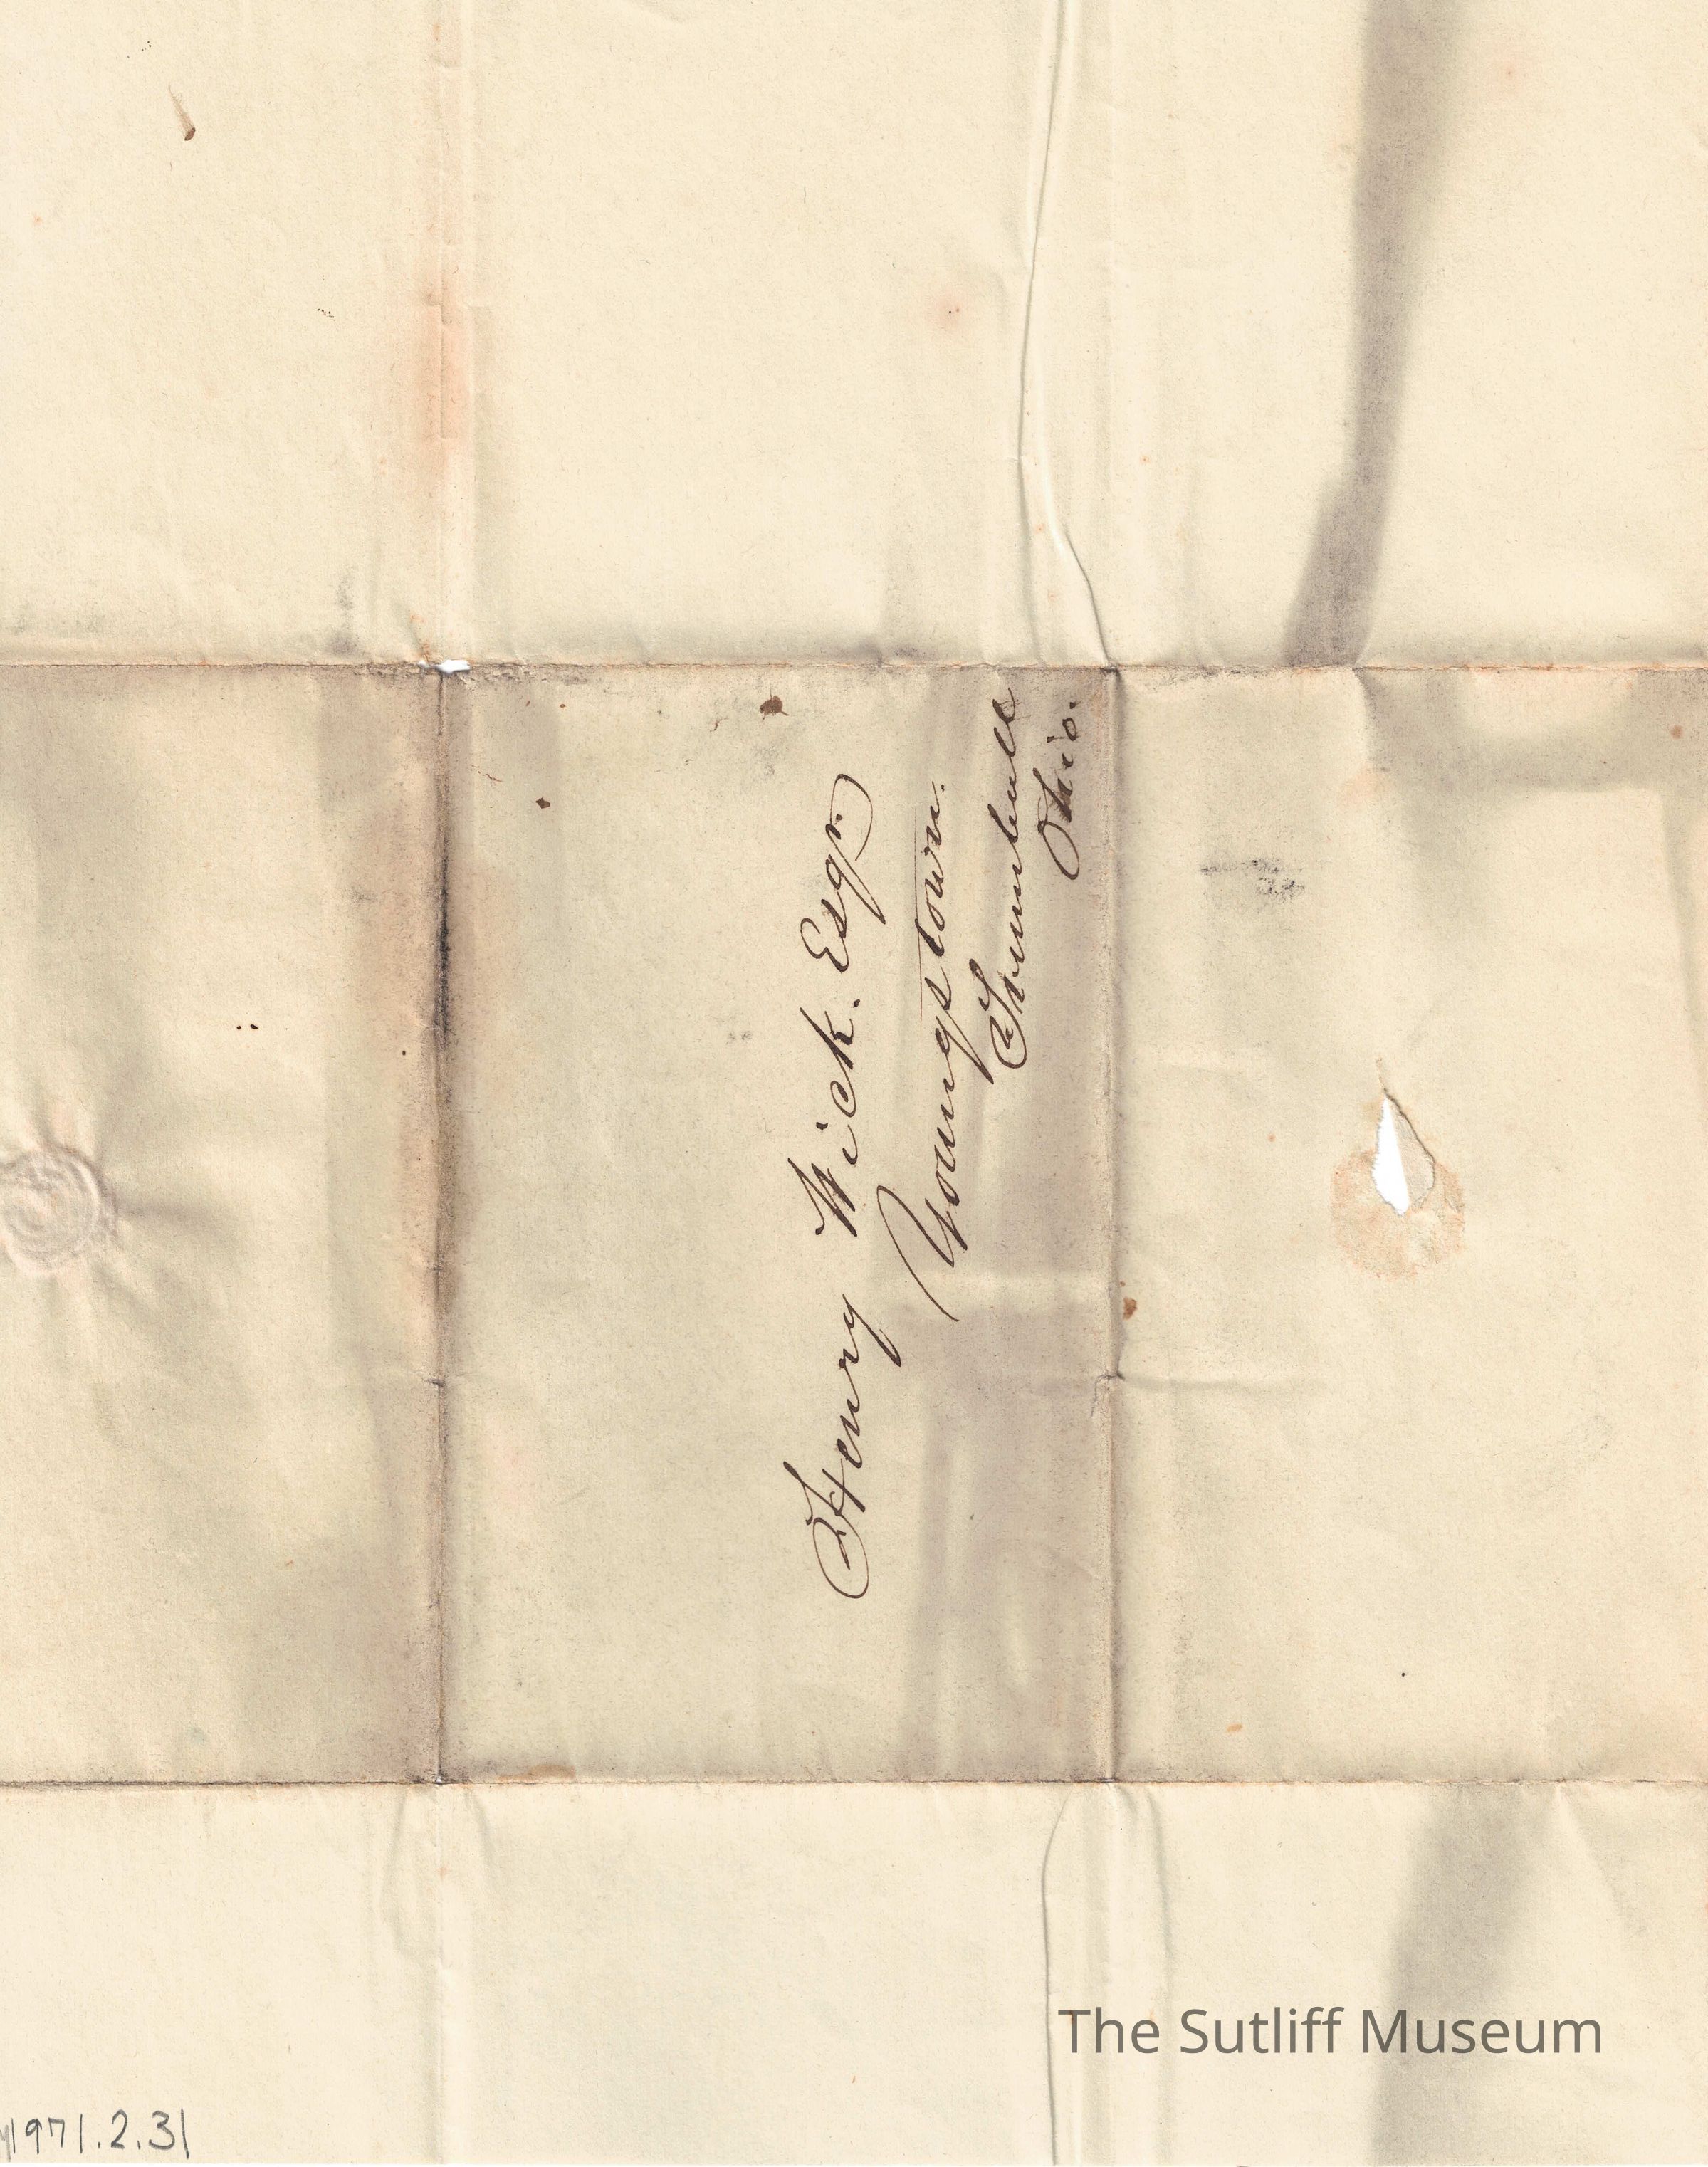 Henry Wick. Esqr
Youngstown.
Trumbull
Ohio.
The Sutliff Museum
1971.2.31